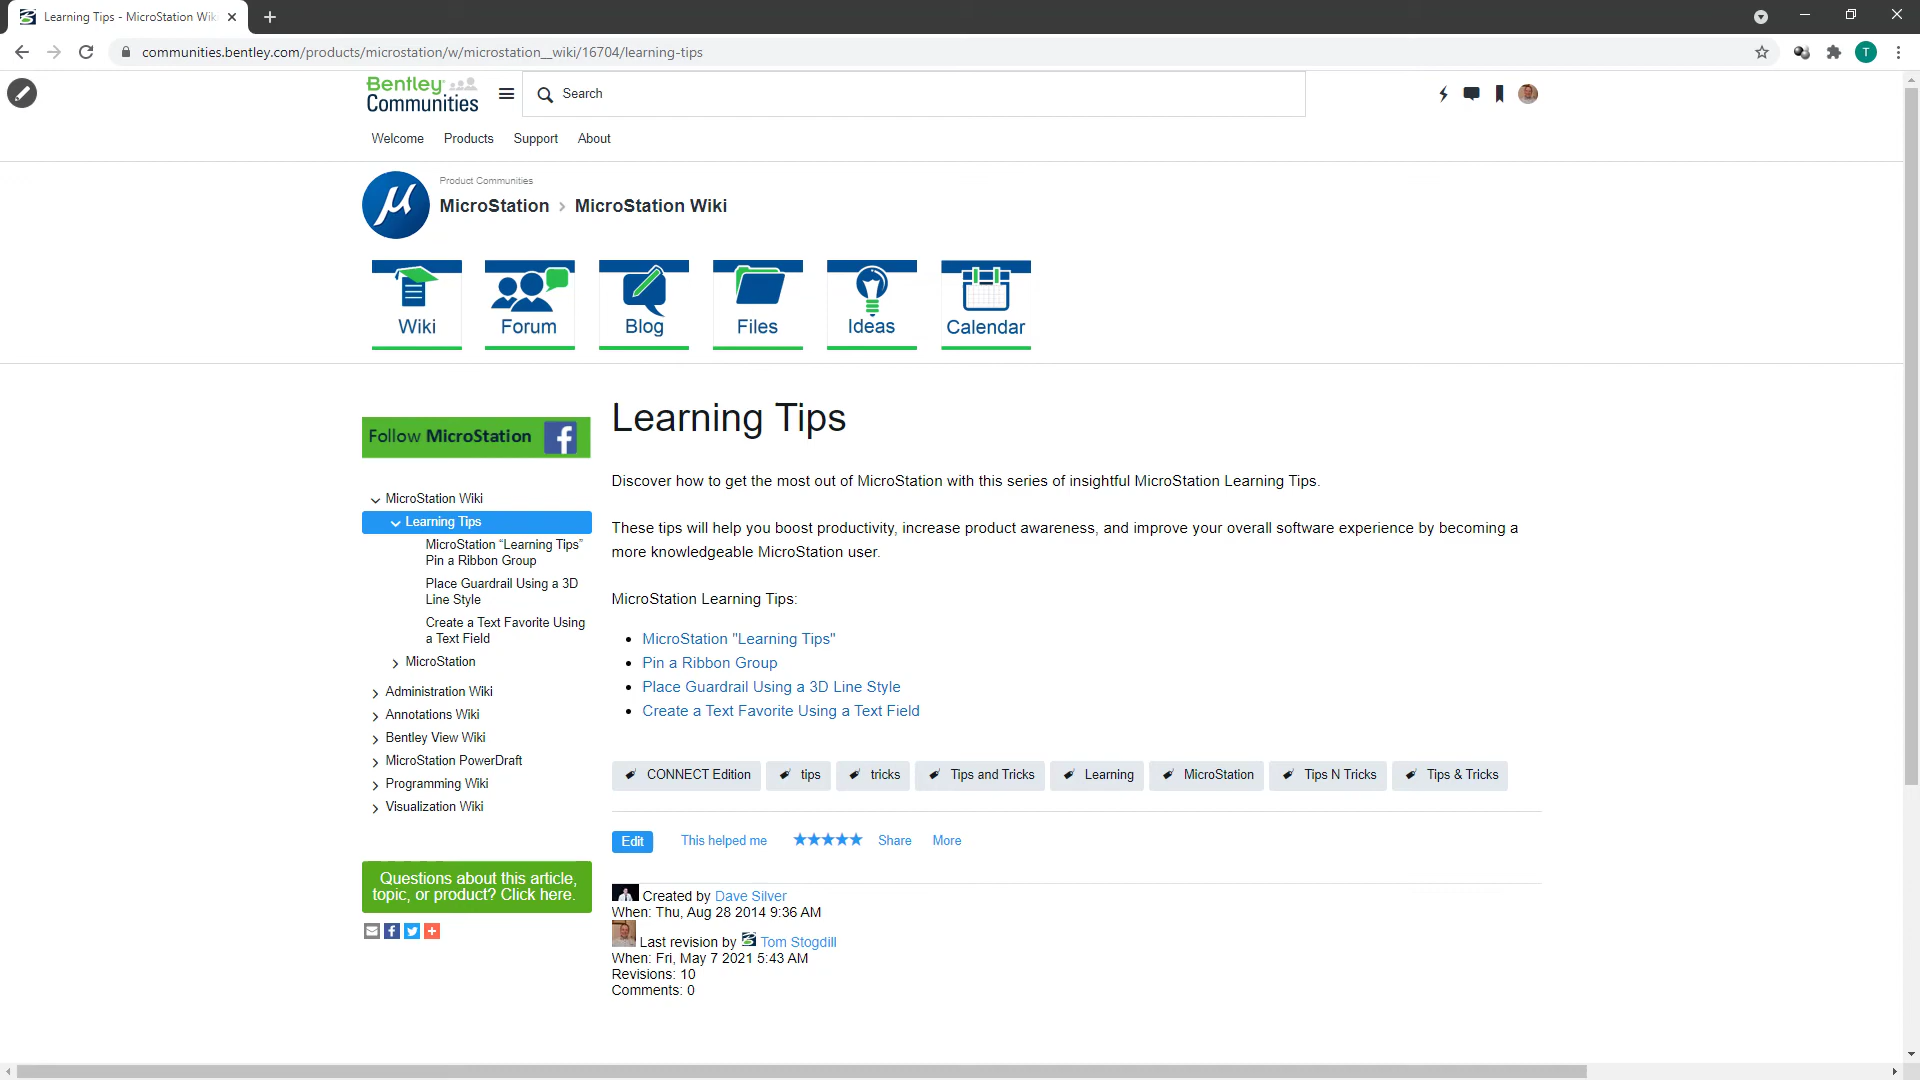 Learning Tips - MicroStation Wik
communities.bentley.com/products/microstation/w/microstation__wiki/16704/learning-tips
T
Bentley
Communities
Search
Welcome Products Support About
Product Communities
MicroStation > MicroStation Wiki
Wiki Forum Blog Files Ideas Calendar
Follow MicroStation f
MicroStation Wiki
Learning Tips
MicroStation “Learning Tips”
Pin a Ribbon Group
Place Guardrail Using a 3D
Line Style
Create a Text Favorite Using
a Text Field
MicroStation
Administration Wiki
Annotations Wiki
Bentley View Wiki
MicroStation PowerDraft
Programming Wiki
Visualization Wiki
Questions about this article,
topic, or product? Click here.
Learning Tips
Discover how to get the most out of MicroStation with this series of insightful MicroStation Learning Tips.
These tips will help you boost productivity, increase product awareness, and improve your overall software experience by becoming a
more knowledgeable MicroStation user.
MicroStation Learning Tips:
MicroStation "Learning Tips"
Pin a Ribbon Group
Place Guardrail Using a 3D Line Style
Create a Text Favorite Using a Text Field
CONNECT Edition tips tricks Tips and Tricks Learning MicroStation Tips N Tricks Tips & Tricks
Edit This helped me Share More
Created by Dave Silver
When: Thu, Aug 28 2014 9:36 AM
Last revision by Tom Stogdill
When: Fri, May 7 2021 5:43 AM
Revisions: 10
Comments: 0